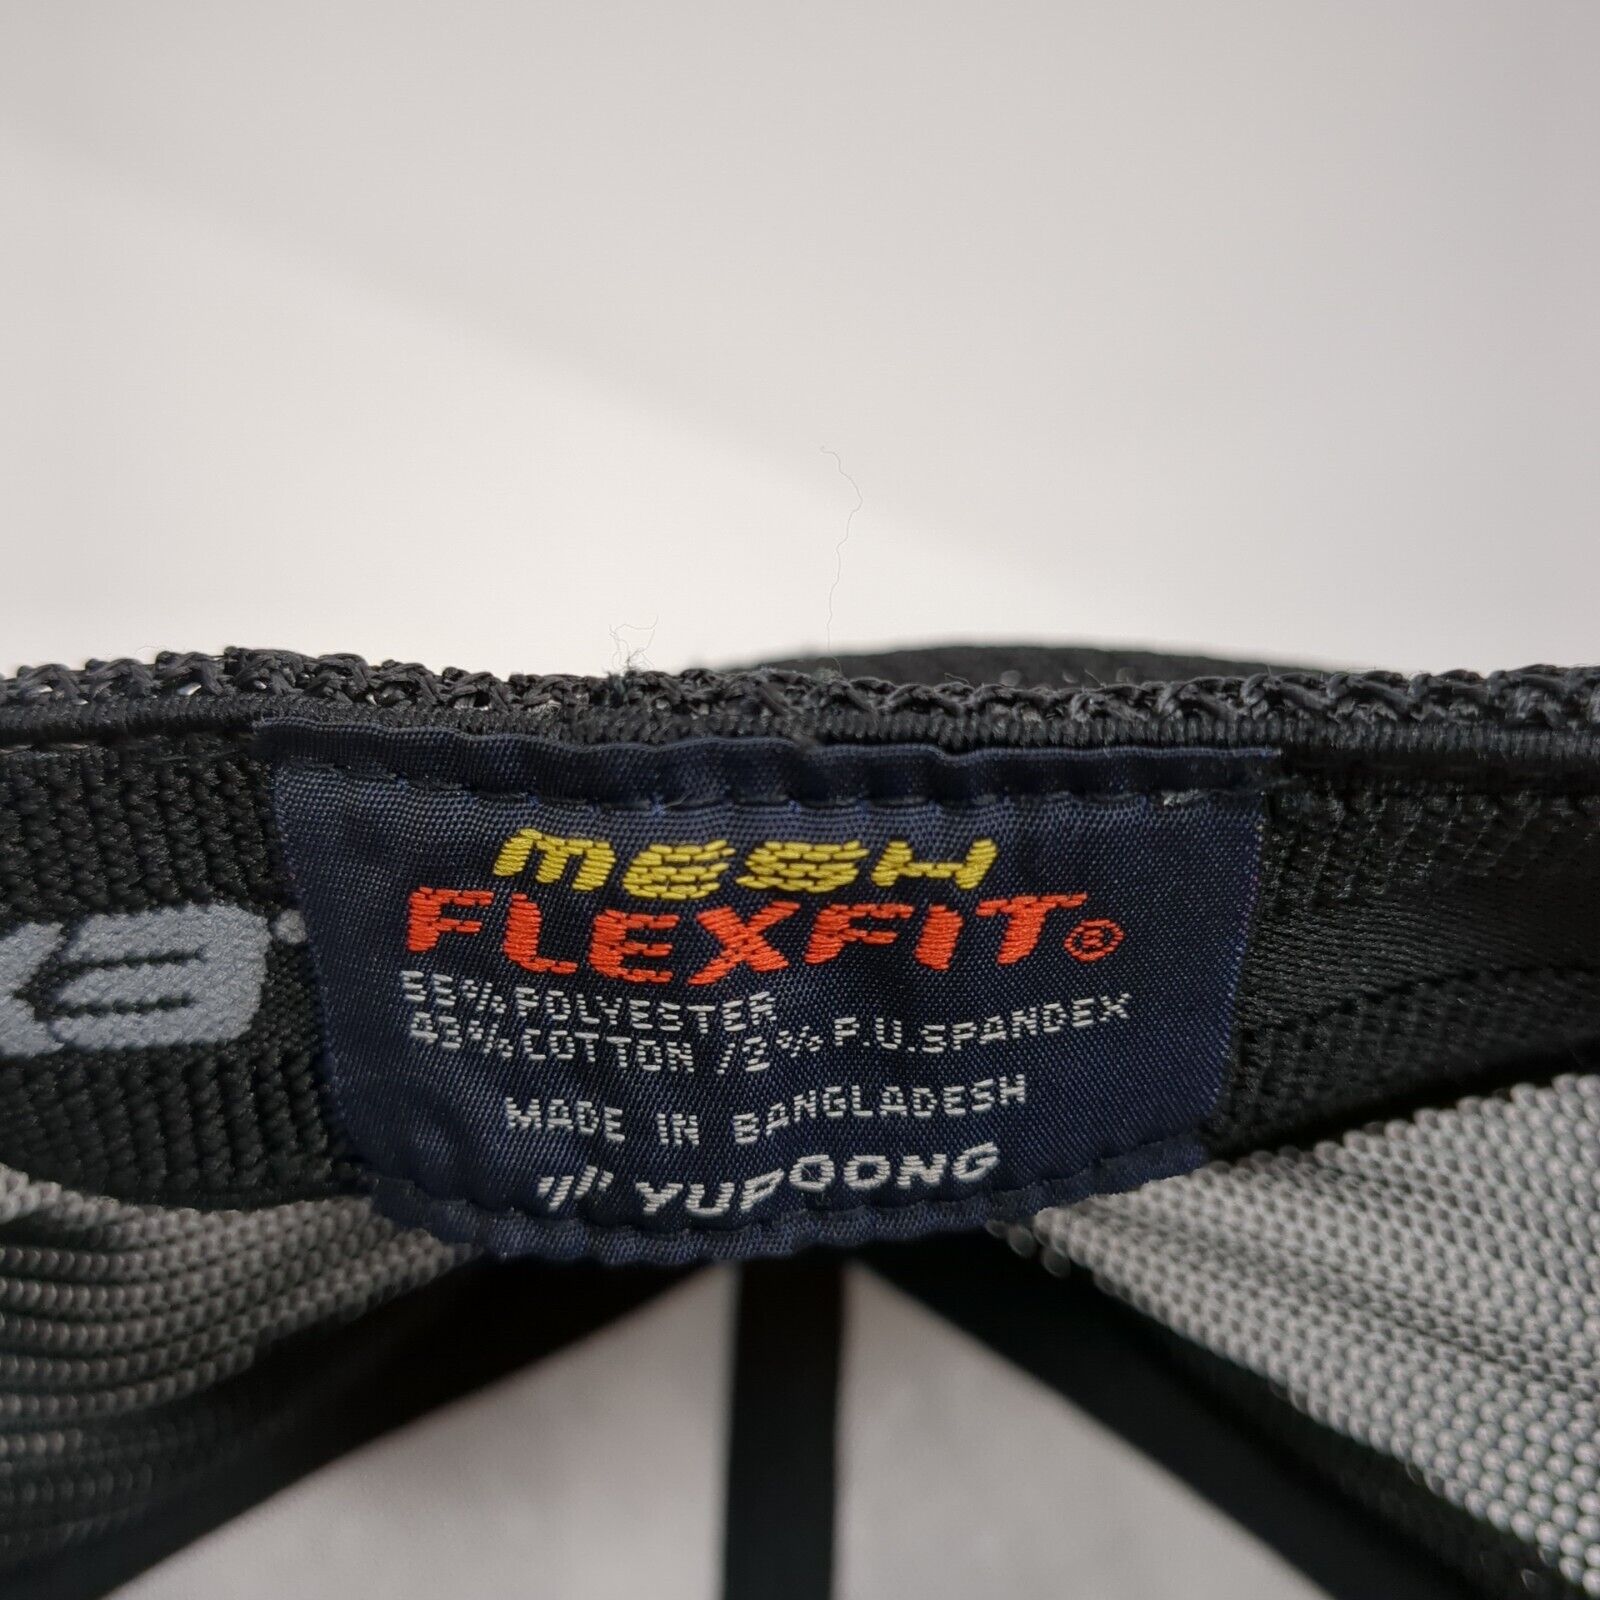 MESH
FLEXFIT®
55% POLYESTER
43% COTTON / 2% P.U.SPANDEX
MADE IN BANGLADESH
YUPOONG